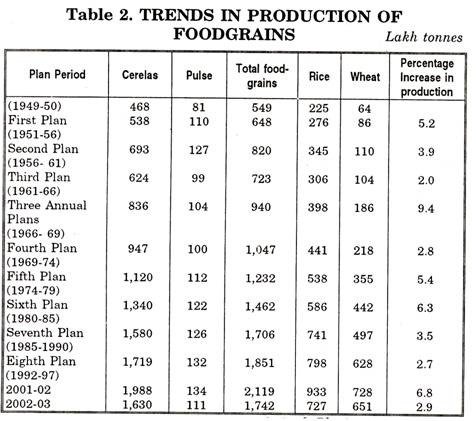 Table 2. TRENDS IN PRODUCTION OF
FOODGRAINS Lakh tonnes
Plan Period Cerelas Pulse Total food-grains Rice Wheat Percentage Increase in production
(1949-50) 468 81 549 225 64
First Plan 538 110 648 276 86 5.2
(1951-56)
Second Plan 693 127 820 345 110 3.9
(1956- 61)
Third Plan 624 99 723 306 104 2.0
(1961-66)
Three Annual 836 104 940 398 186 9.4
Plans
(1966- 69)
Fourth Plan 947 100 1,047 441 218 2.8
(1969-74)
Fifth Plan 1,120 112 1,232 538 355 5.4
(1974-79)
Sixth Plan 1,340 122 1,462 586 442 6.3
(1980-85)
Seventh Plan 1,580 126 1,706 741 497 3.5
(1985-1990)
Eighth Plan 1,719 132 1,851 798 628 2.7
(1992-97)
2001-02 1,988 134 2,119 933 728 6.8
2002-03 1,630 111 1,742 727 651 2.9